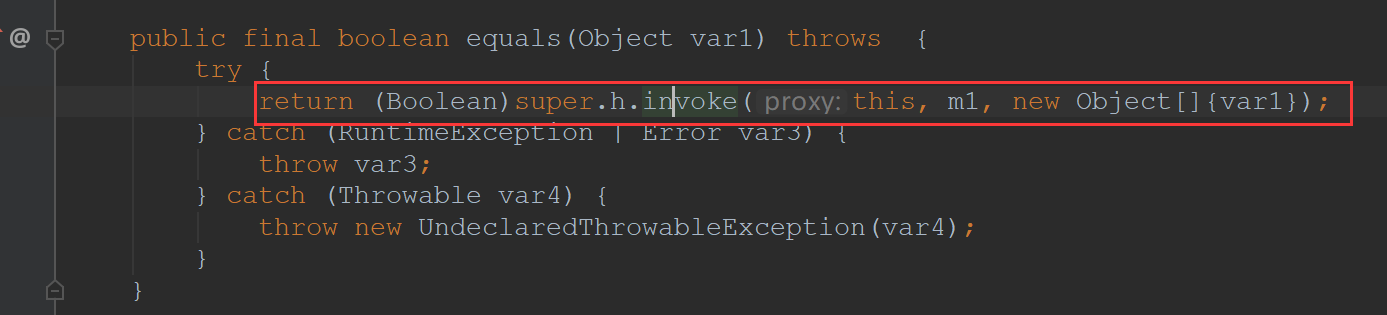 @ public final boolean equals(Object var1) throws  {
try {
return (Boolean)super.h.invoke( proxy: this, m1, new Object[]{var1});
} catch (RuntimeException | Error var3) {
throw var3;
} catch (Throwable var4) {
throw new UndeclaredThrowableException(var4);
}
}